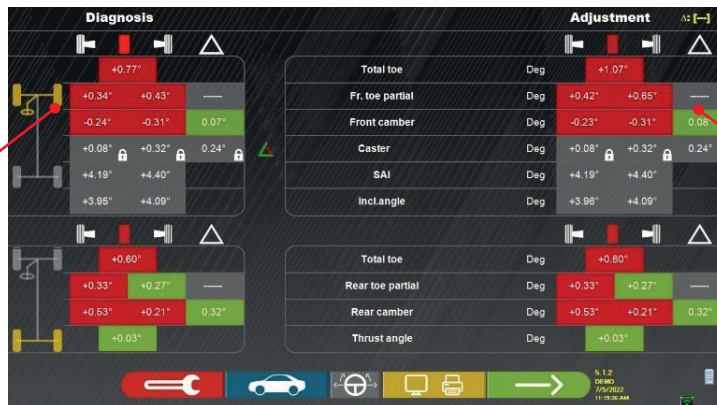 Diagnosis Adjustment Δ: [---]
+0.77° Total toe Deg +1.07°
+0.34° +0.43° ------ Fr. toe partial Deg +0.42° +0.65° ------
-0.24° -0.31° 0.07° Front camber Deg -0.23° -0.31° 0.08°
+0.08° +0.32° 0.24° Caster Deg +0.08° +0.32° 0.24°
+4.19° +4.40° SAI Deg +4.19° +4.40°
+3.95° +4.09° Incl.angle Deg +3.96° +4.09°
+0.60° Total toe Deg +0.60°
+0.33° +0.27° ------ Rear toe partial Deg +0.33° +0.27° ------
+0.53° +0.21° 0.32° Rear camber Deg +0.53° +0.21° 0.32°
+0.03° Thrust angle Deg +0.03°
5.1.2
DEMO
7/5/2022
11:19:26 AM